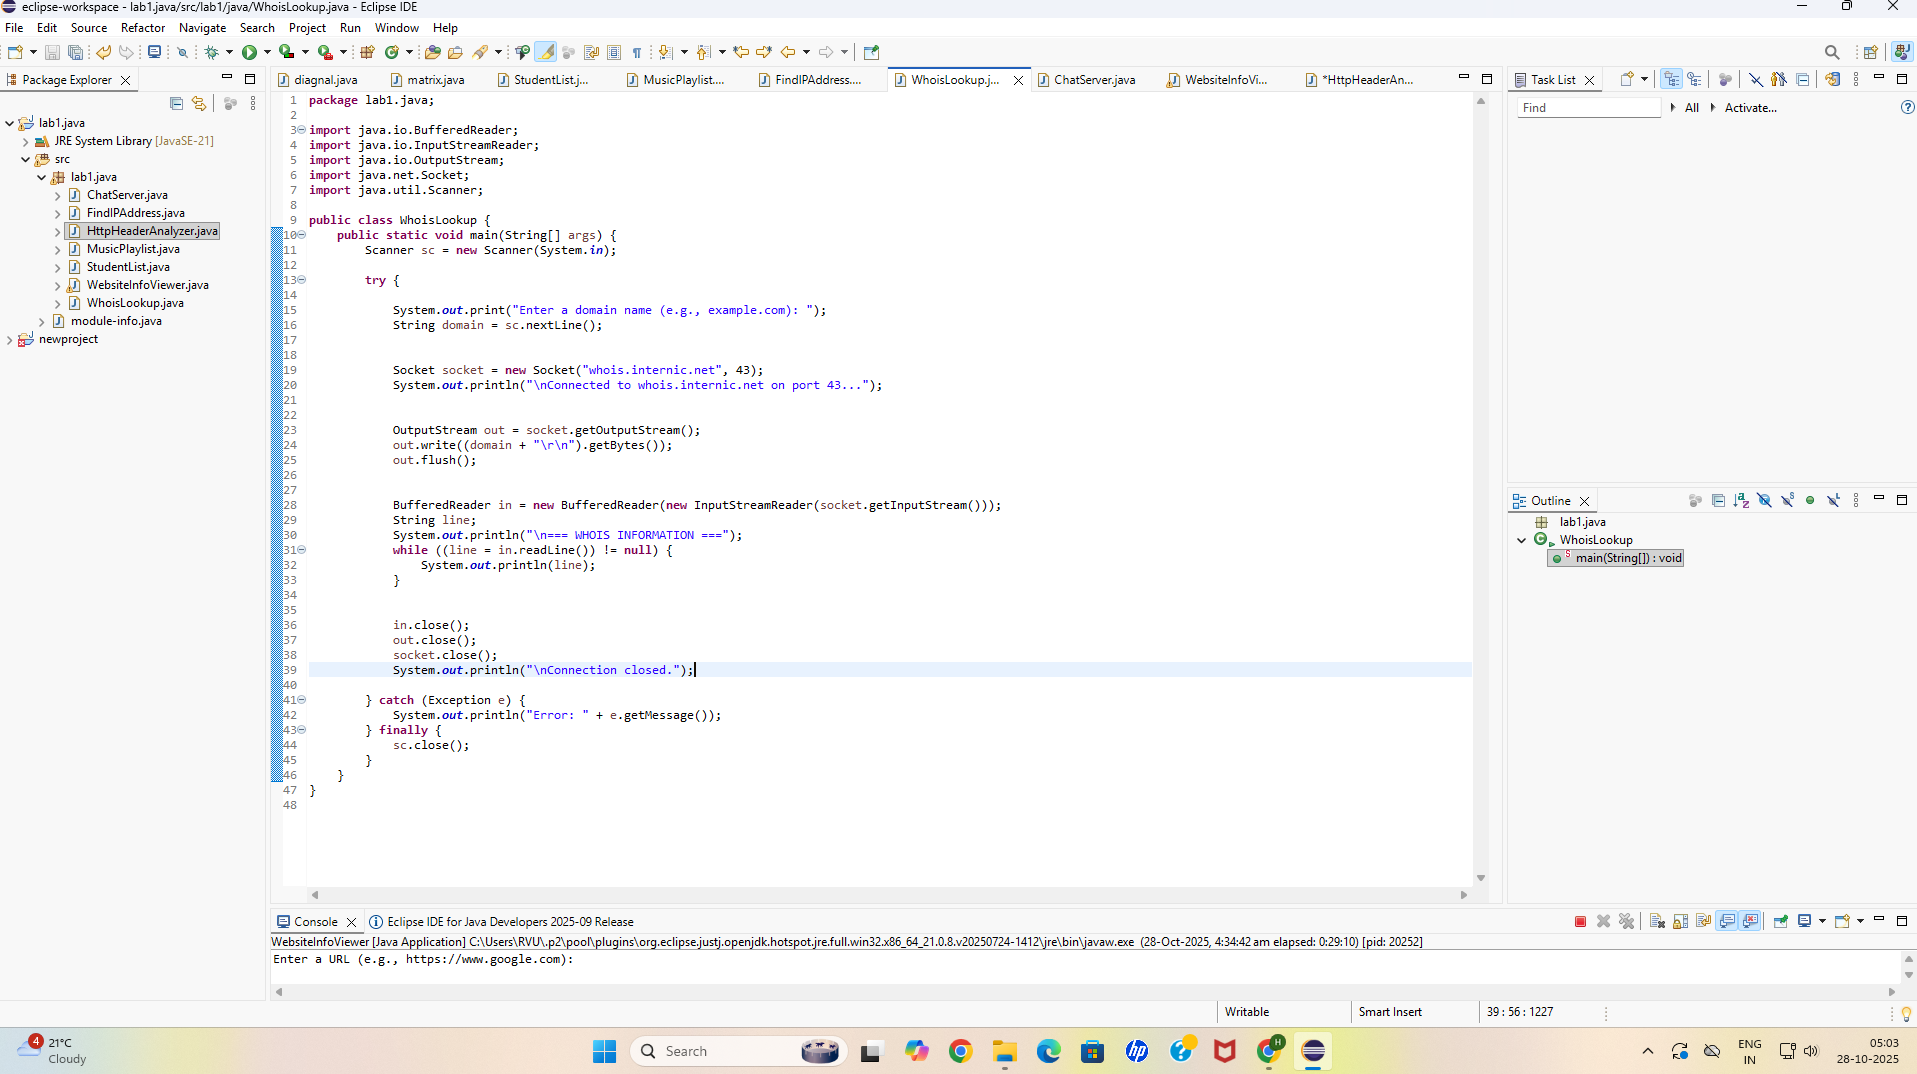 eclipse-workspace - lab1.java/src/lab1/java/WhoisLookup.java - Eclipse IDE
File Edit Source Refactor Navigate Search Project Run Window Help
Package Explorer
lab1.java
JRE System Library [JavaSE-21]
src
lab1.java
ChatServer.java
FindIPAddress.java
HttpHeaderAnalyzer.java
MusicPlaylist.java
StudentList.java
WebsiteInfoViewer.java
WhoisLookup.java
module-info.java
newproject
diagnal.java matrix.java StudentList.j... MusicPlaylist.... FindIPAddress.... WhoisLookup.j... ChatServer.java WebsiteInfoVi... *HttpHeaderAn...
1 package lab1.java;
2
3 import java.io.BufferedReader;
4 import java.io.InputStreamReader;
5 import java.io.OutputStream;
6 import java.net.Socket;
7 import java.util.Scanner;
8
9 public class WhoisLookup {
10 public static void main(String[] args) {
11 Scanner sc = new Scanner(System.in);
12
13 try {
14
15 System.out.print("Enter a domain name (e.g., example.com): ");
16 String domain = sc.nextLine();
17
18
19 Socket socket = new Socket("whois.internic.net", 43);
20 System.out.println("\nConnected to whois.internic.net on port 43...");
21
22
23 OutputStream out = socket.getOutputStream();
24 out.write((domain + "\r\n").getBytes());
25 out.flush();
26
27
28 BufferedReader in = new BufferedReader(new InputStreamReader(socket.getInputStream()));
29 String line;
30 System.out.println("\n=== WHOIS INFORMATION ===");
31 while ((line = in.readLine()) != null) {
32 System.out.println(line);
33 }
34
35
36 in.close();
37 out.close();
38 socket.close();
39 System.out.println("\nConnection closed.");
40
41 } catch (Exception e) {
42 System.out.println("Error: " + e.getMessage());
43 } finally {
44 sc.close();
45 }
46 }
47 }
48
Task List
Find All Activate...
Outline
lab1.java
WhoisLookup
main(String[]) : void
Console Eclipse IDE for Java Developers 2025-09 Release
WebsiteInfoViewer [Java Application] C:\Users\RVU\.p2\pool\plugins\org.eclipse.justj.openjdk.hotspot.jre.full.win32.x86_64_21.0.8.v20250724-1412\jre\bin\javaw.exe (28-Oct-2025, 4:34:42 am elapsed: 0:29:10) [pid: 20252]
Enter a URL (e.g., https://www.google.com):
Writable Smart Insert 39 : 56 : 1227
4
21°C
Cloudy
Search
hp
H
ENG
IN
05:03
28-10-2025